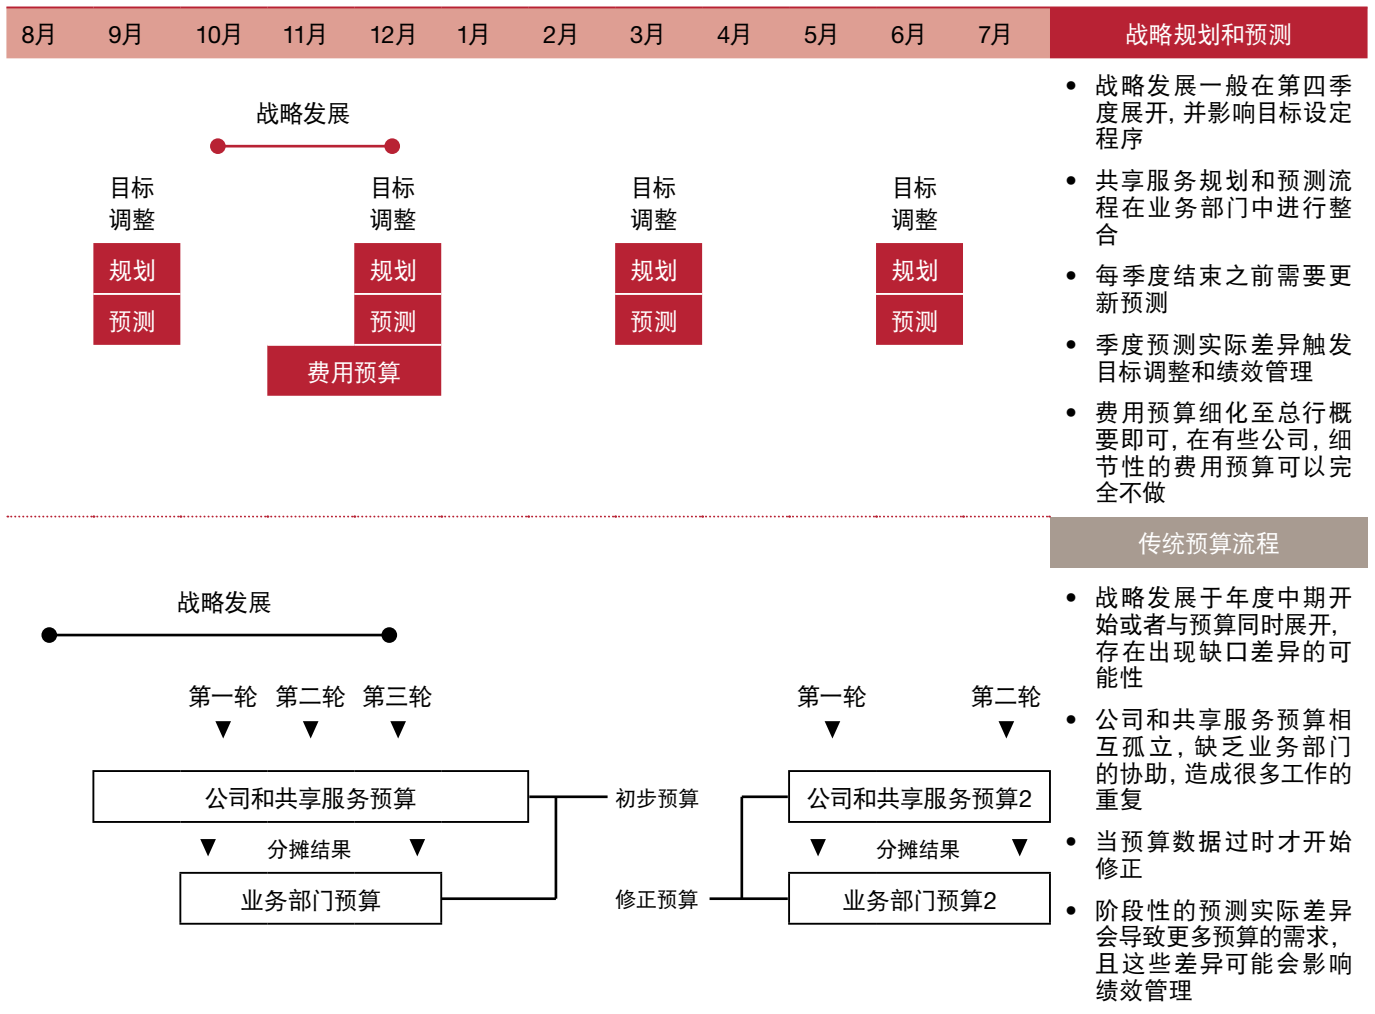 8月 9月 10月 11月 12月 1月 2月 3月 4月 5月 6月 7月
战略规划和预测
战略发展
目标 目标 目标 目标
调整 调整 调整 调整
规划 规划 规划 规划
预测 预测 预测 预测
费用预算
• 战略发展一般在第四季
度展开,并影响目标设定
程序
• 共享服务规划和预测流
程在业务部门中进行整
合
• 每季度结束之前需要更
新预测
• 季度预测实际差异触发
目标调整和绩效管理
• 费用预算细化至总行概
要即可,在有些公司,细
节性的费用预算可以完
全不做
传统预算流程
战略发展
第一轮 第二轮 第三轮 第一轮 第二轮
公司和共享服务预算 初步预算 公司和共享服务预算2
分摊结果 分摊结果
业务部门预算 修正预算 业务部门预算2
• 战略发展于年度中期开
始或者与预算同时展开,
存在出现缺口差异的可
能性
• 公司和共享服务预算相
互孤立,缺乏业务部门
的协助,造成很多工作的
重复
• 当预算数据过时才开始
修正
• 阶段性的预测实际差异
会导致更多预算的需求,
且这些差异可能会影响
绩效管理